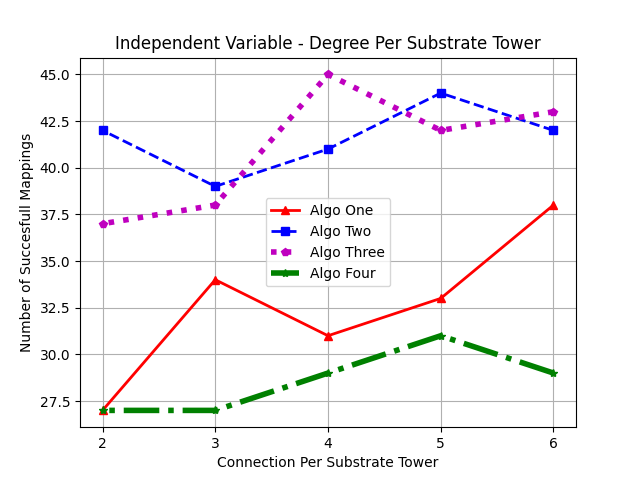 Independent Variable - Degree Per Substrate Tower
Number of Succesfull Mappings
45.0
42.5
40.0
37.5
35.0
32.5
30.0
27.5
Algo One
Algo Two
Algo Three
Algo Four
2 3 4 5 6
Connection Per Substrate Tower